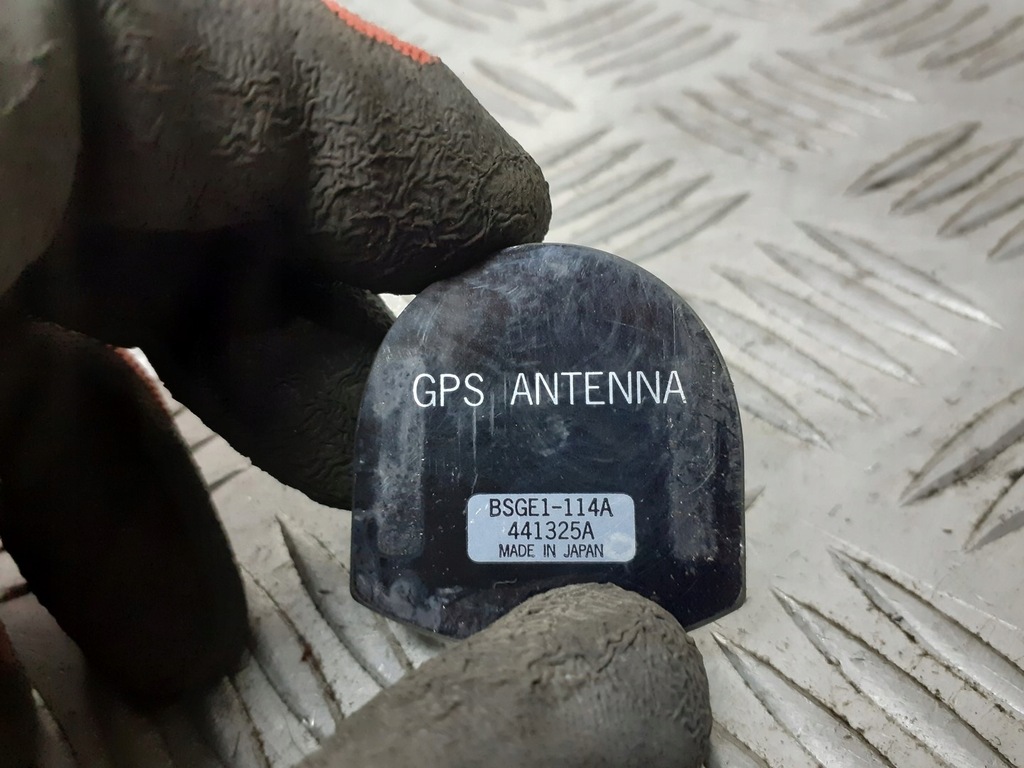 GPS ANTENNA
BSGE1-114A
441325A
MADE IN JAPAN